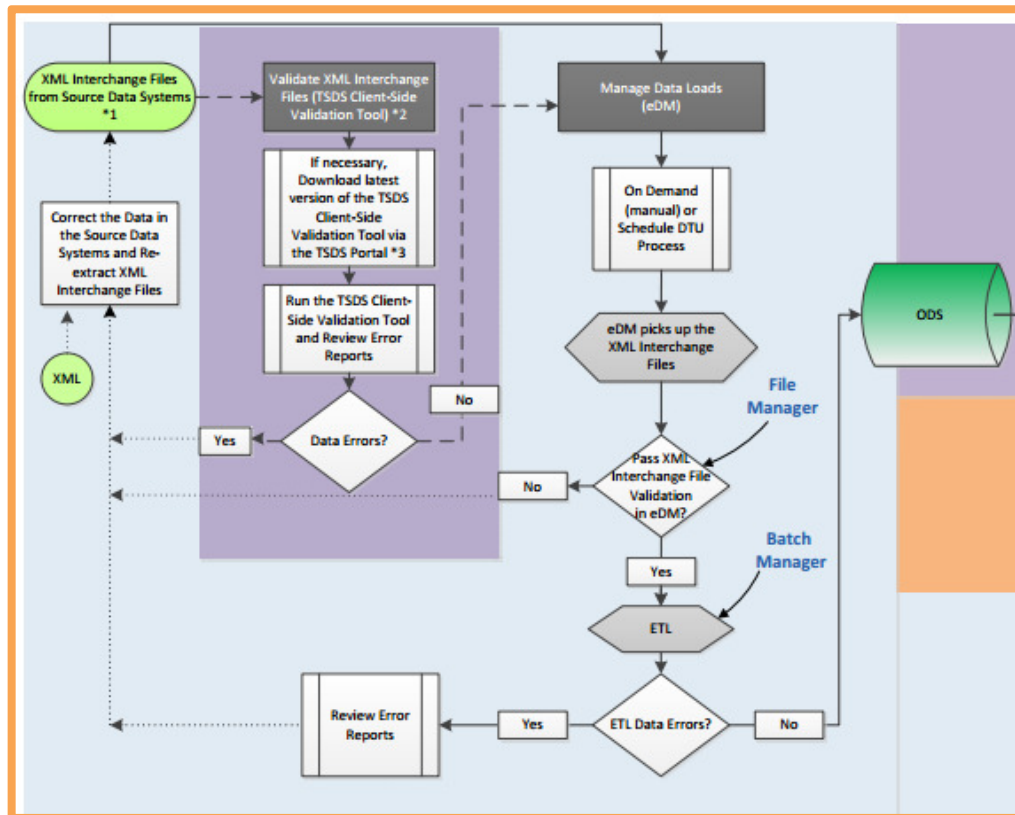 XML Interchange Files
from Source Data Systems
*1
Validate XML Interchange
Files (TSDS Client-Side
Validation Tool) *2
Manage Data Loads
(eDM)
If necessary,
Download latest
version of the TSDS
Client-Side
Validation Tool via
the TSDS Portal *3
On Demand
(manual) or
Schedule DTU
Process
Correct the Data in
the Source Data
Systems and Re-
extract XML
Interchange Files
Run the TSDS Client-
Side Validation Tool
and Review Error
Reports
ODS
eDM picks up the
XML Interchange
Files
XML
No
File
Manager
Yes
Data Errors?
Pass XML
Interchange File
Validation
in eDM?
No
Batch
Manager
Yes
ETL
Review Error
Reports
Yes
ETL Data Errors?
No